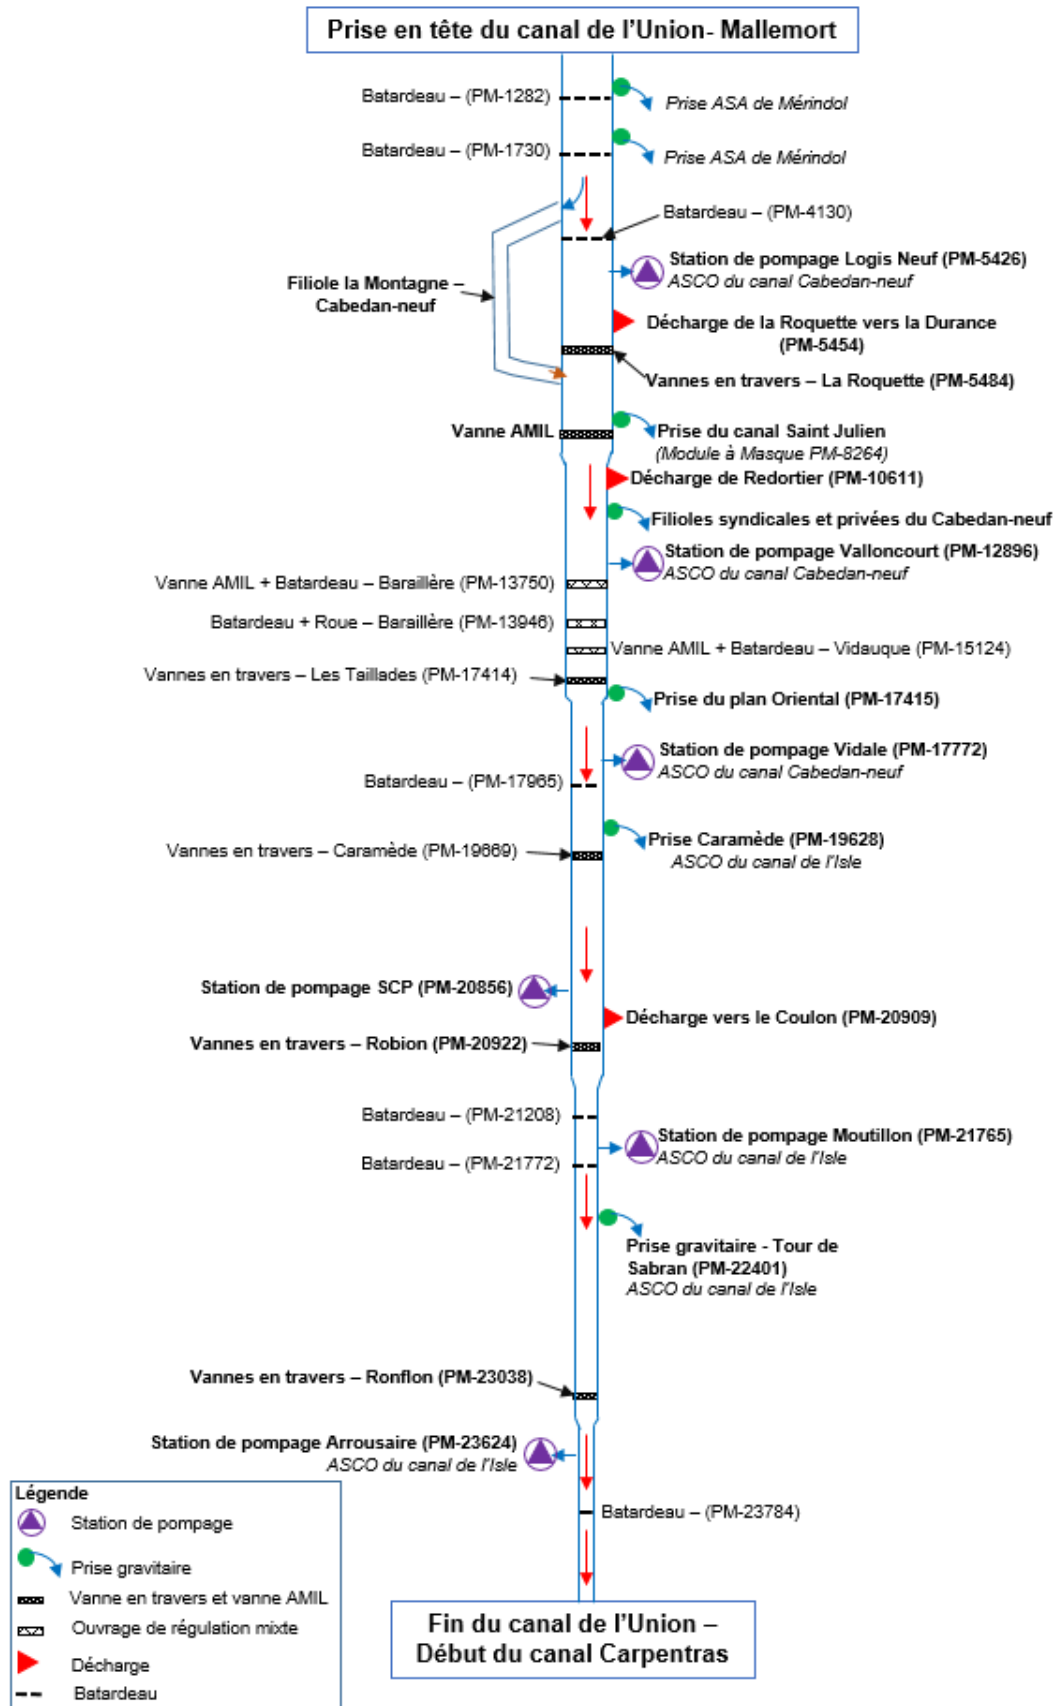 Prise en tête du canal de l'Union- Mallemort
Batardeau – (PM-1282)
Prise ASA de Mérindol
Batardeau – (PM-1730)
Prise ASA de Mérindol
Batardeau – (PM-4130)
Station de pompage Logis Neuf (PM-5426)
ASCO du canal Cabedan-neuf
Filiole la Montagne –
Cabedan-neuf
Décharge de la Roquette vers la Durance
(PM-5454)
Vannes en travers – La Roquette (PM-5484)
Vanne AMIL
Prise du canal Saint Julien
(Module à Masque PM-8264)
Décharge de Redortier (PM-10611)
Filioles syndicales et privées du Cabedan-neuf
Station de pompage Valloncourt (PM-12896)
ASCO du canal Cabedan-neuf
Vanne AMIL + Batardeau – Baraillère (PM-13750)
Batardeau + Roue – Baraillère (PM-13946)
Vanne AMIL + Batardeau – Vidauque (PM-15124)
Vannes en travers – Les Taillades (PM-17414)
Prise du plan Oriental (PM-17415)
Station de pompage Vidale (PM-17772)
ASCO du canal Cabedan-neuf
Batardeau – (PM-17965)
Prise Caramède (PM-19628)
ASCO du canal de l'Isle
Vannes en travers – Caramède (PM-19669)
Station de pompage SCP (PM-20856)
Décharge vers le Coulon (PM-20909)
Vannes en travers – Robion (PM-20922)
Batardeau – (PM-21208)
Station de pompage Moutillon (PM-21765)
ASCO du canal de l'Isle
Batardeau – (PM-21772)
Prise gravitaire - Tour de
Sabran (PM-22401)
ASCO du canal de l'Isle
Vannes en travers – Ronflon (PM-23038)
Station de pompage Arrousaire (PM-23624)
ASCO du canal de l'Isle
Batardeau – (PM-23784)
Légende
Station de pompage
Prise gravitaire
Vanne en travers et vanne AMIL
Ouvrage de régulation mixte
Décharge
Batardeau
Fin du canal de l'Union –
Début du canal Carpentras